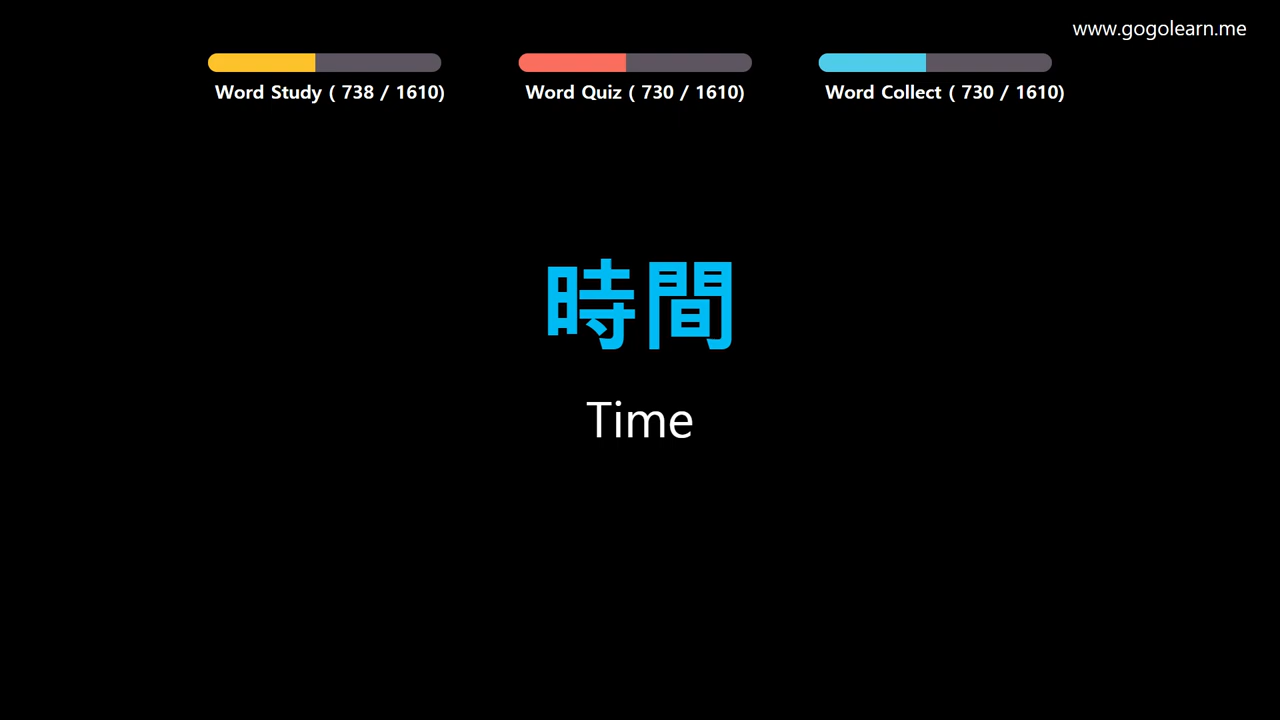 www.gogolearn.me
Word Study ( 738 / 1610)
Word Quiz ( 730 / 1610)
Word Collect ( 730 / 1610)
時間
Time